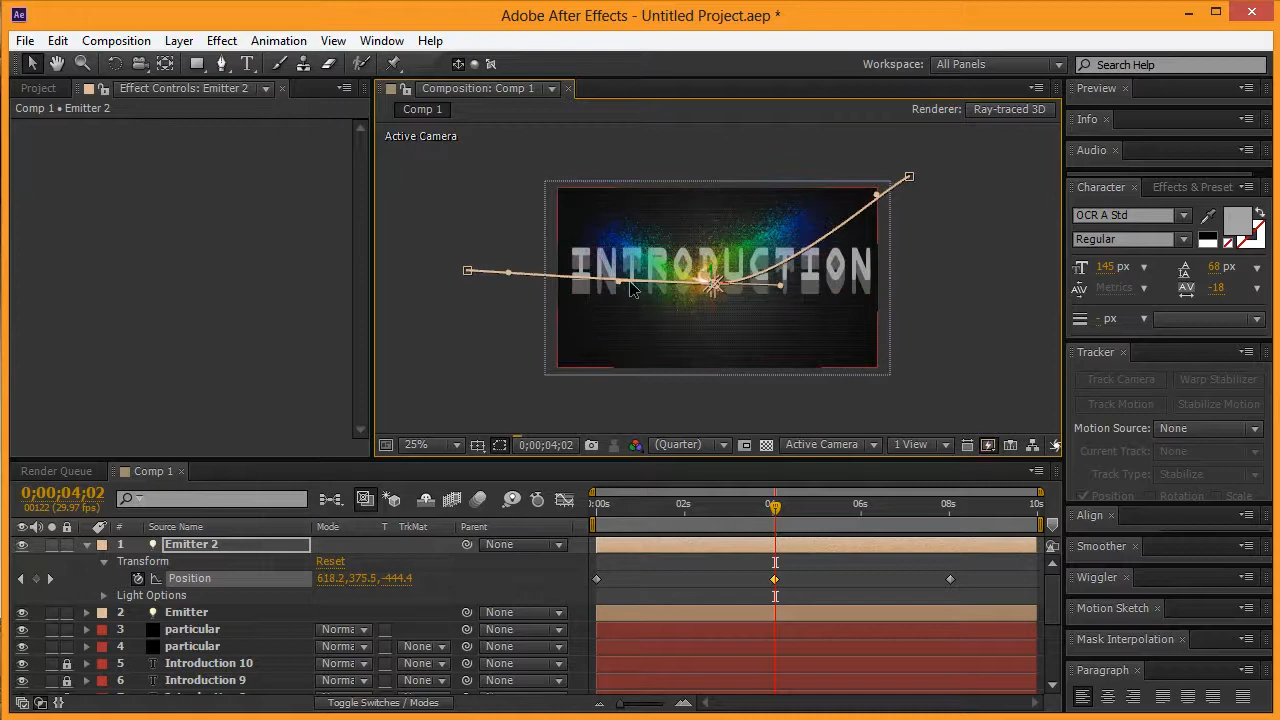 Adobe After Effects - Untitled Project.aep *
File Edit Composition Layer Effect Animation View Window Help
Workspace: All Panels Search Help
Project Effect Controls: Emitter 2
Comp 1 • Emitter 2
Composition: Comp 1
Comp 1
Renderer: Ray-traced 3D
Active Camera
INTRODUCTION
25% 0;00;04;02 (Quarter) Active Camera 1 View
Preview
Info
Audio
Character Effects & Preset
OCR A Std
Regular
145 px 68 px
Metrics -18
- px
Tracker
Track Camera Warp Stabilizer
Track Motion Stabilize Motion
Motion Source: None
Current Track: None
Track Type: Stabilize
Position Rotation Scale
Align
Smoother
Wiggler
Motion Sketch
Mask Interpolation
Paragraph
Render Queue Comp 1
0;00;04;02
00122 (29.97 fps)
# Source Name Mode T TrkMat Parent
:00s 02s 06s 08s 10s
1 Emitter 2 None
Transform Reset
Position 618.2,375.5,-444.4
Light Options
2 Emitter None
3 particular Norma None
4 particular Norma None None
5 Introduction 10 Norma None None
6 Introduction 9 Norma None None
Toggle Switches / Modes